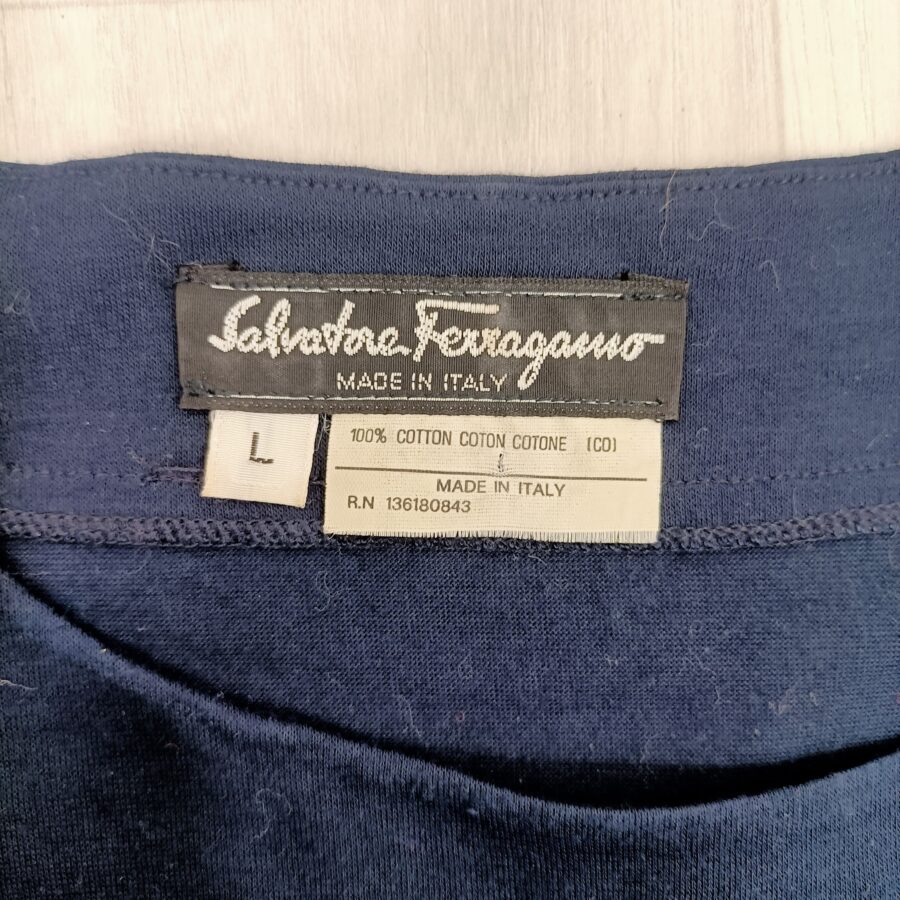 Salvatore Ferragamo
MADE IN ITALY
L
100% COTTON COTON COTONE (CO)
MADE IN ITALY
R.N 136180843